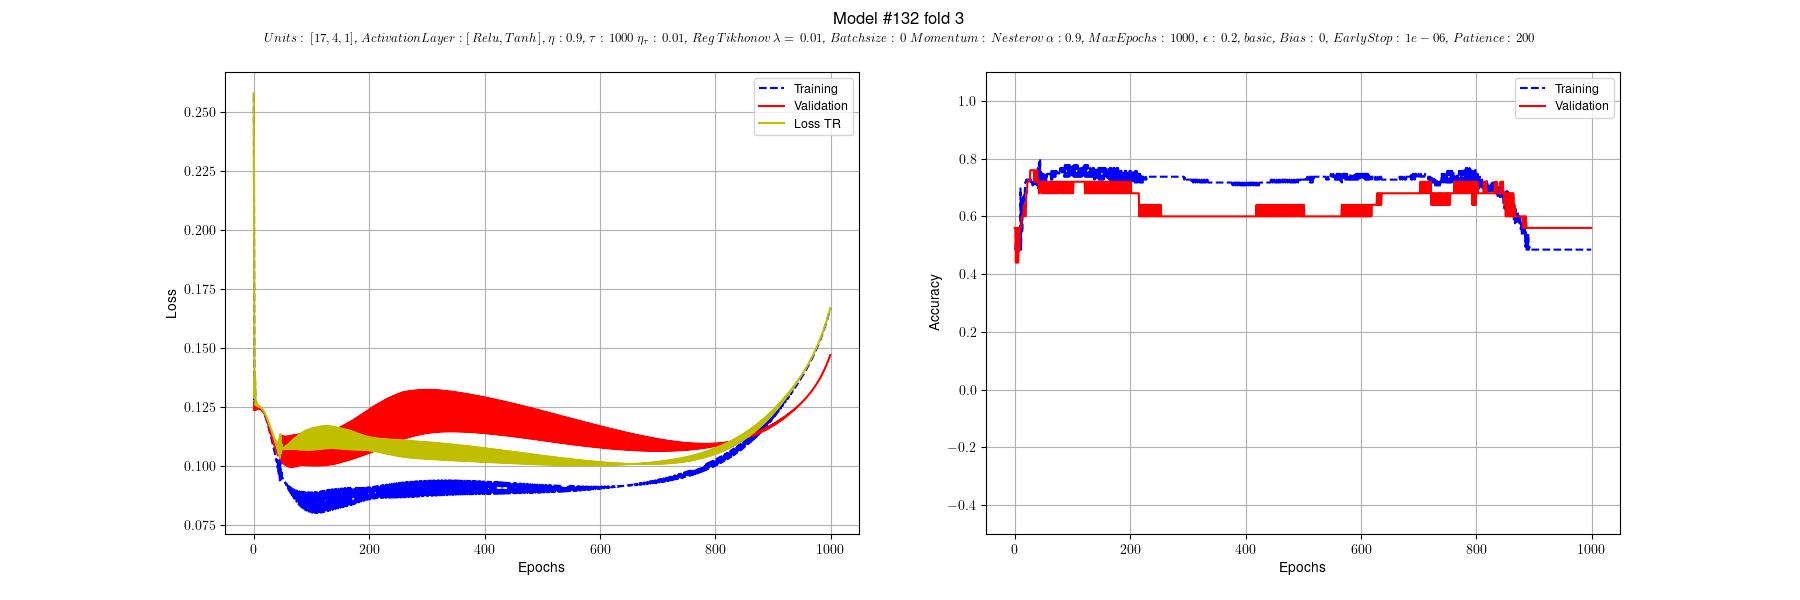 Model #132 fold 3
Units : [17, 4, 1], ActivationLayer : [ Relu, Tanh ], η : 0.9, τ : 1000 ητ : 0.01, Reg Tikhonov λ = 0.01, Batchsize : 0 Momentum : Nesterov α : 0.9, MaxEpochs : 1000, ϵ : 0.2, basic, Bias : 0, EarlyStop : 1e − 06, Patience : 200
Training
Validation
Loss TR
0.250
0.225
0.200
0.175
0.150
0.125
0.100
0.075
Loss
0 200 400 600 800 1000
Epochs
Training
Validation
1.0
0.8
0.6
0.4
0.2
0.0
−0.2
−0.4
Accuracy
0 200 400 600 800 1000
Epochs